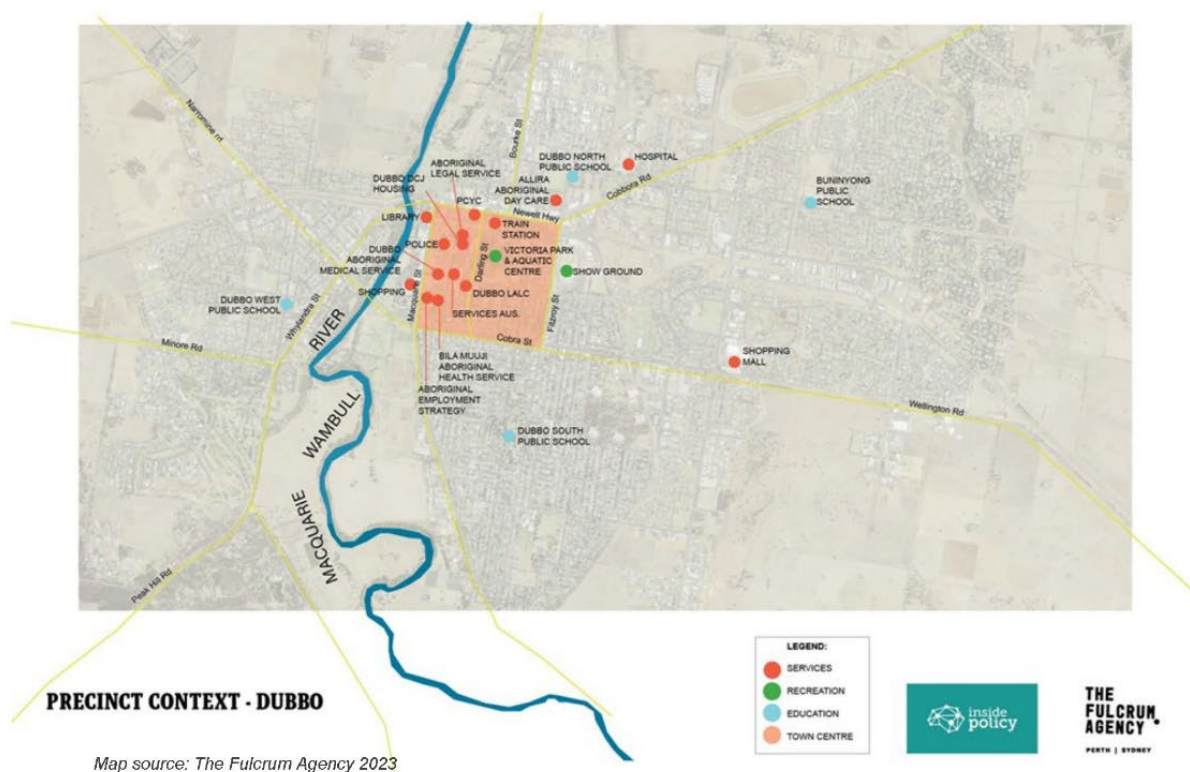 Narromine rd
Bourke St
ABORIGINAL
LEGAL SERVICE
DUBBO DCJ
HOUSING
DUBBO NORTH
PUBLIC SCHOOL
HOSPITAL
ALLIRA
ABORIGINAL
DAY CARE
Cobbora Rd
BUNINYONG
PUBLIC
SCHOOL
PCYC
LIBRARY
Newell Hwy
TRAIN
STATION
POLICE
DUBBO
ABORIGINAL
MEDICAL SERVICE
Darling St
VICTORIA PARK
& AQUATIC
CENTRE
SHOW GROUND
SHOPPING
Macquarie St
DUBBO LALC
SERVICES AUS.
Fitzroy St
DUBBO WEST
PUBLIC SCHOOL
Whylandra St
Minore Rd
Cobra St
BILA MUUJI
ABORIGINAL
HEALTH SERVICE
ABORIGINAL
EMPLOYMENT
STRATEGY
SHOPPING
MALL
Wellington Rd
DUBBO SOUTH
PUBLIC SCHOOL
RIVER
WAMBULL
MACQUARIE
Peak Hill Rd
PRECINCT CONTEXT - DUBBO
Map source: The Fulcrum Agency 2023
LEGEND:
SERVICES
RECREATION
EDUCATION
TOWN CENTRE
inside
policy
THE
FULCRUM
AGENCY.
PERTH | SYDNEY